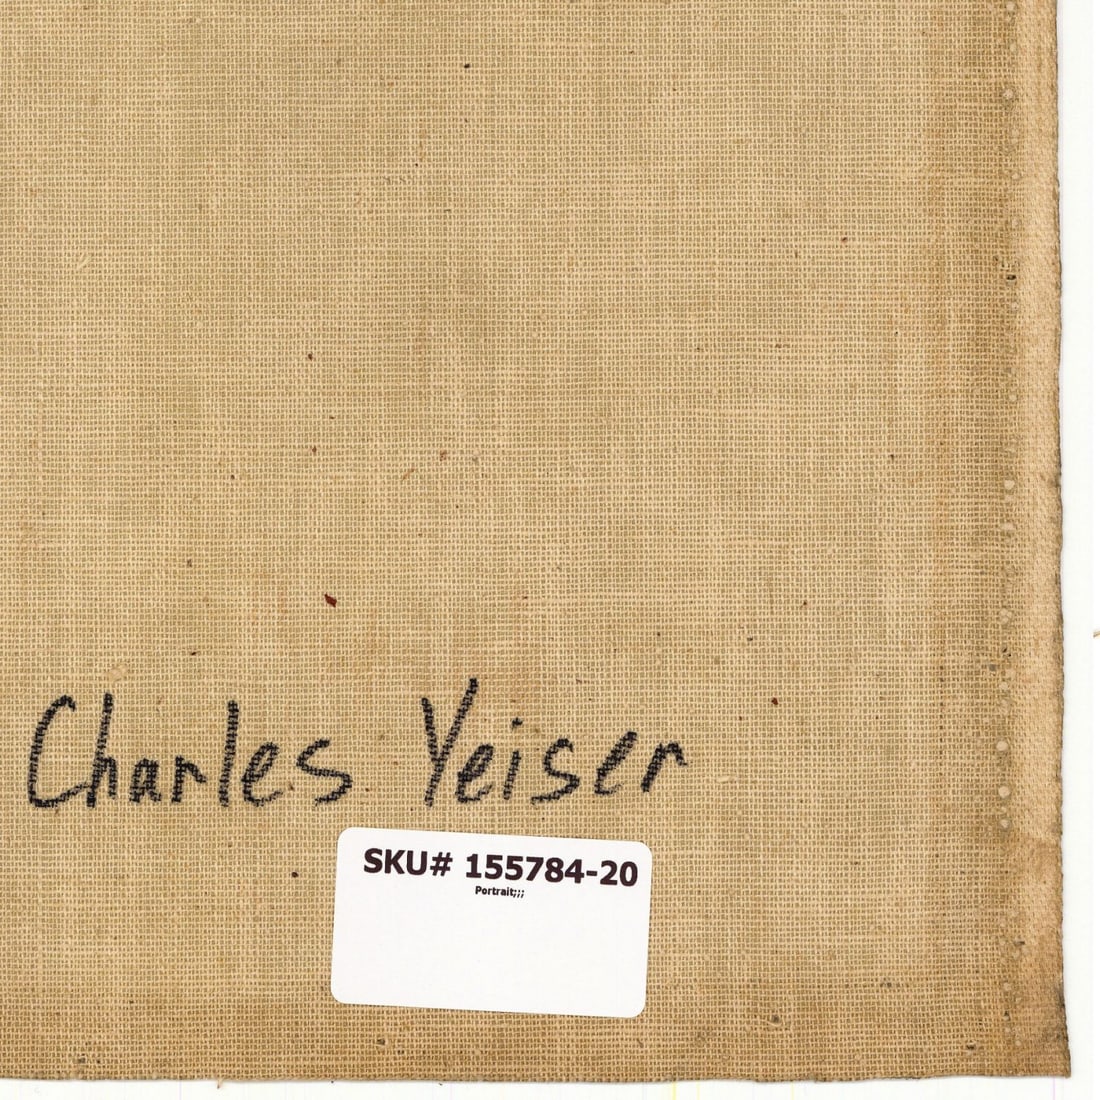 Charles Yeiser
SKU# 155784-20
Portrait;;;